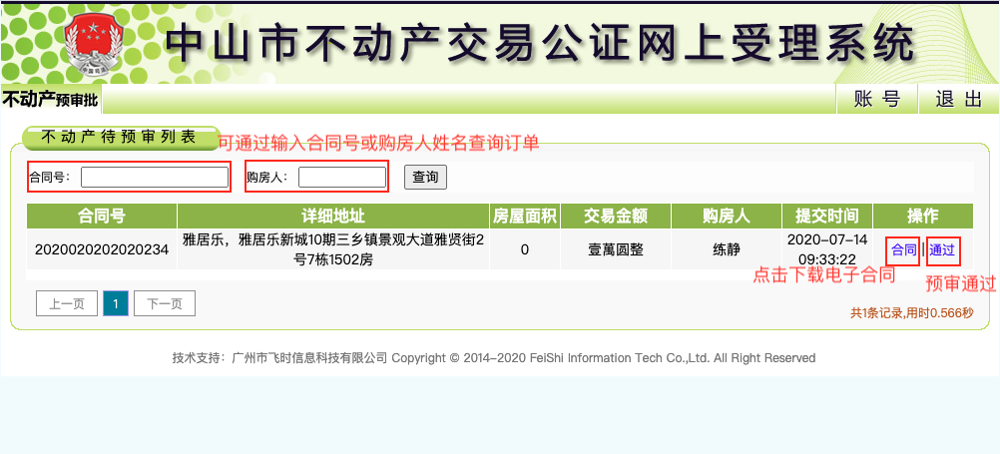 中山市不动产交易公证网上受理系统
不动产预审批 账 号 退 出
不动产待预审列表
可通过输入合同号或购房人姓名查询订单
合同号： 购房人： 查询
合同号 详细地址 房屋面积 交易金额 购房人 提交时间 操作
2020020202020234 雅居乐，雅居乐新城10期三乡镇景观大道雅贤街2号7栋1502房 0 壹萬圆整 练静 2020-07-14 09:33:22 合同 | 通过
点击下载电子合同
预审通过
上一页 1 下一页
共1条记录,用时0.566秒
技术支持：广州市飞时信息科技有限公司 Copyright © 2014-2020 FeiShi Information Tech Co.,Ltd. All Right Reserved